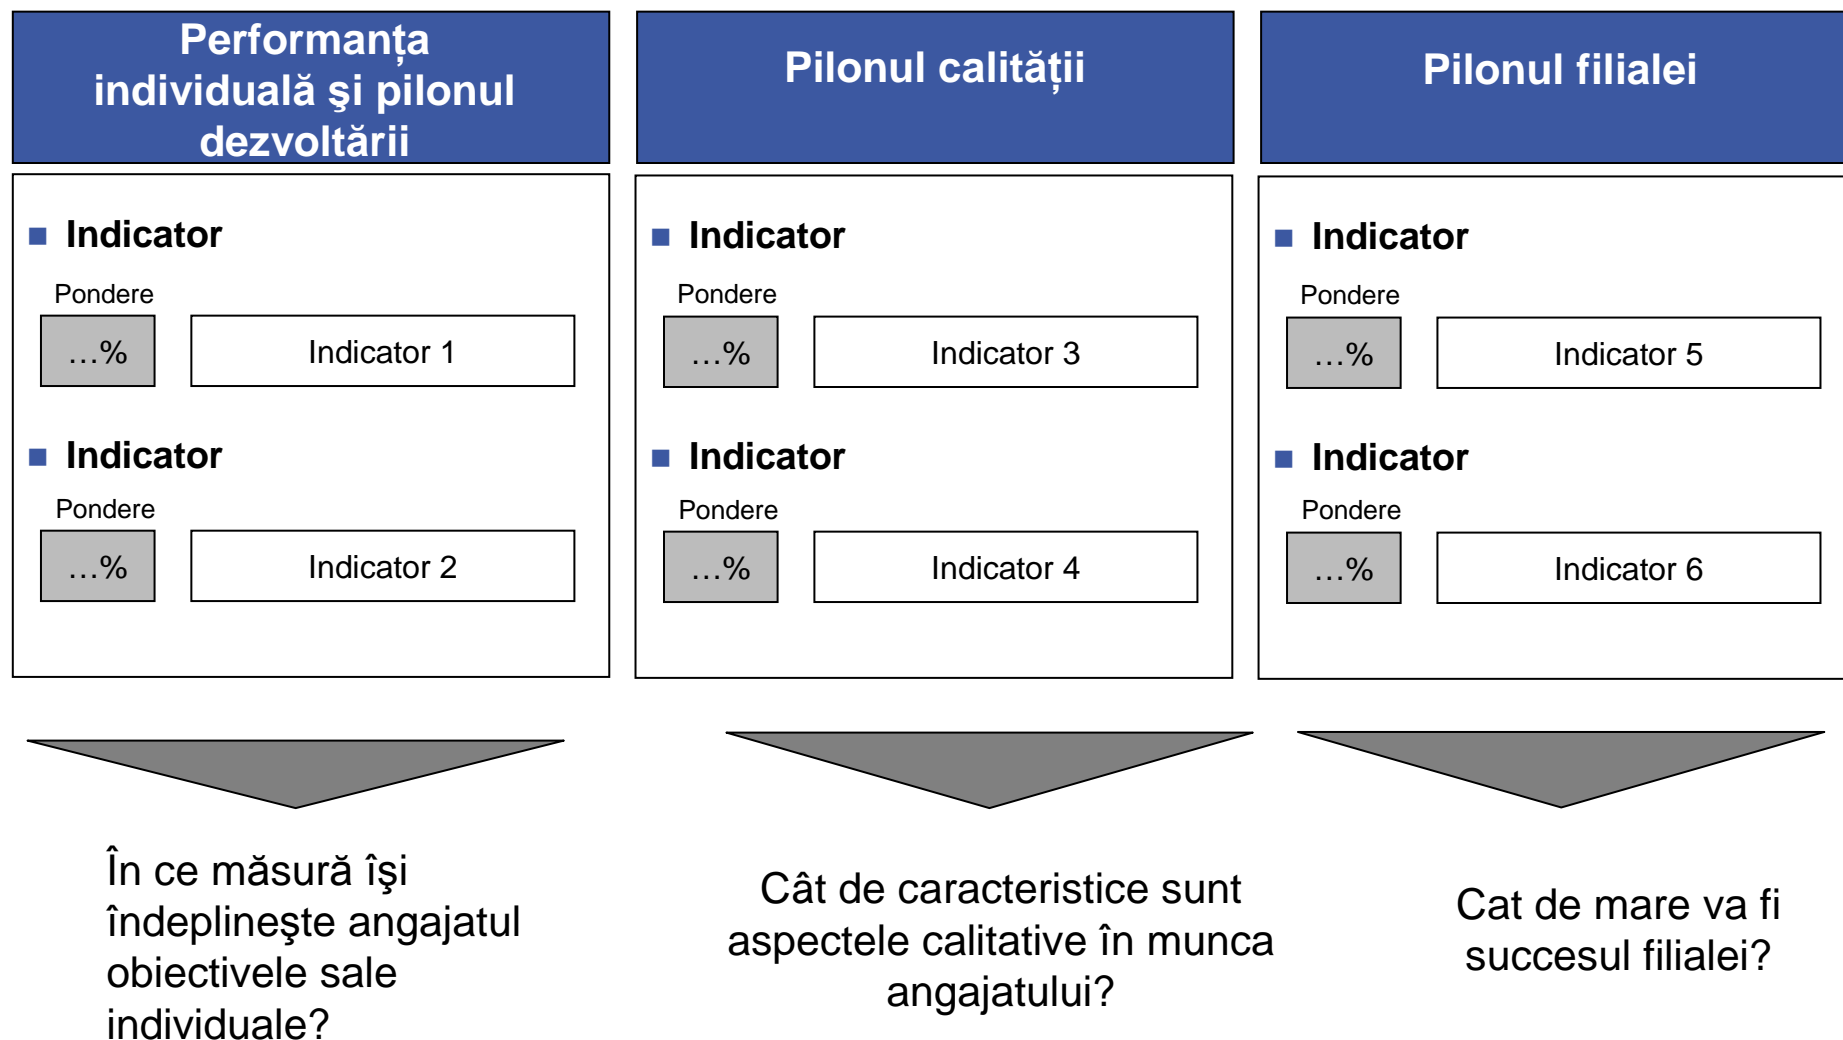 Performanța
individuală şi pilonul
dezvoltării
■ Indicator
Pondere
…%
Indicator 1
■ Indicator
Pondere
…%
Indicator 2
În ce măsură îşi
îndeplineşte angajatul
obiectivele sale
individuale?
Pilonul calității
■ Indicator
Pondere
…%
Indicator 3
■ Indicator
Pondere
…%
Indicator 4
Cât de caracteristice sunt
aspectele calitative în munca
angajatului?
Pilonul filialei
■ Indicator
Pondere
…%
Indicator 5
■ Indicator
Pondere
…%
Indicator 6
Cat de mare va fi
succesul filialei?